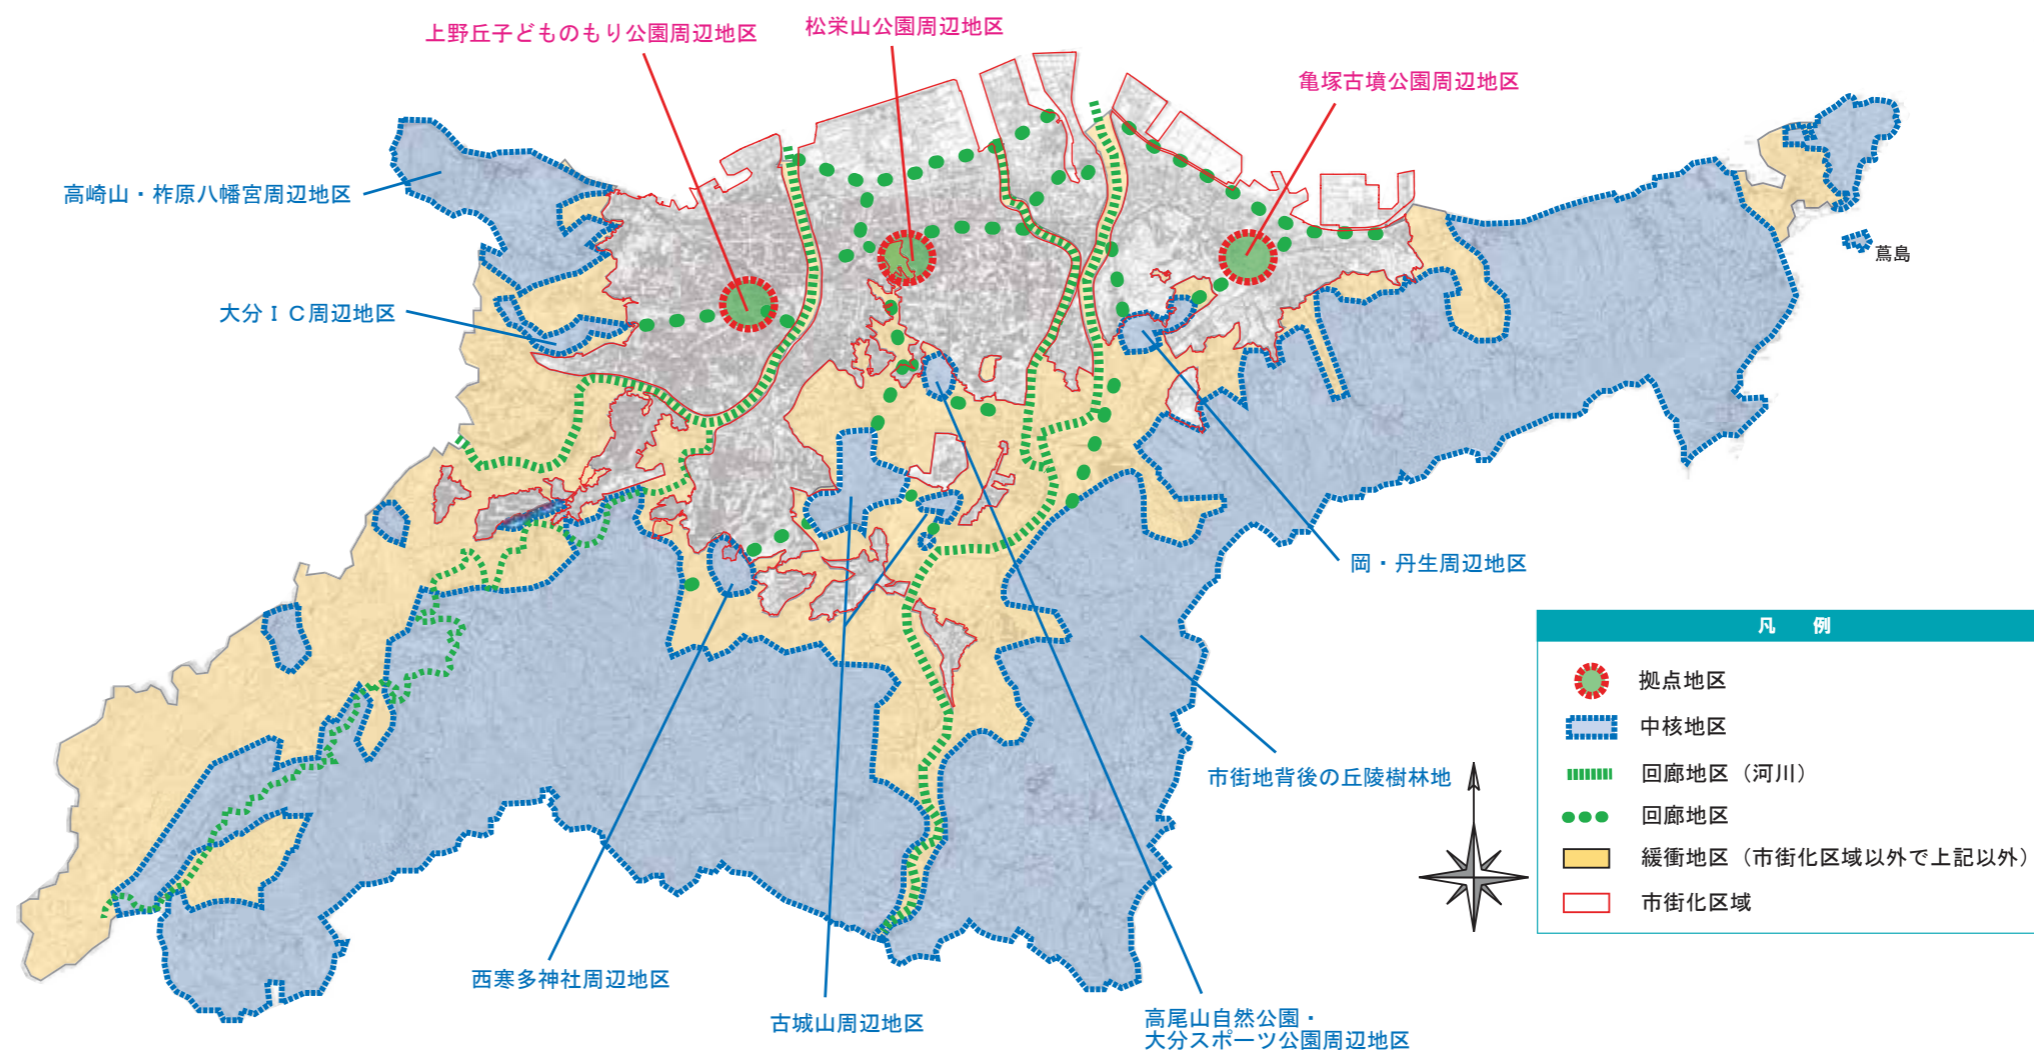 上野丘子どものもり公園周辺地区
松栄山公園周辺地区
亀塚古墳公園周辺地区
高崎山・柞原八幡宮周辺地区
大分ＩＣ周辺地区
蔦島
岡・丹生周辺地区
市街地背後の丘陵樹林地
西寒多神社周辺地区
古城山周辺地区
高尾山自然公園・
大分スポーツ公園周辺地区
凡　例
拠点地区
中核地区
回廊地区（河川）
回廊地区
緩衝地区（市街化区域以外で上記以外）
市街化区域